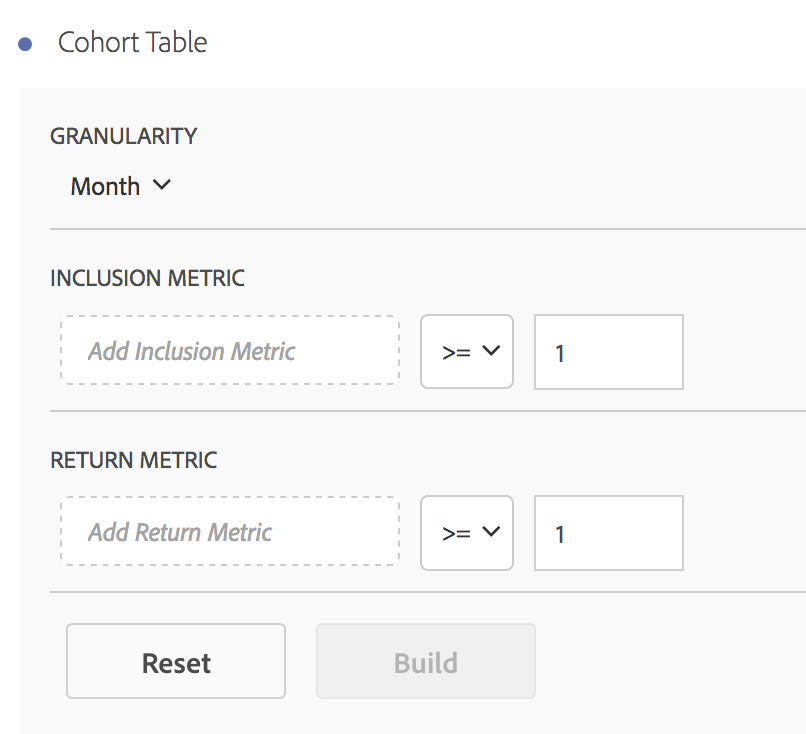 Cohort Table
GRANULARITY
Month
INCLUSION METRIC
Add Inclusion Metric >= 1
RETURN METRIC
Add Return Metric >= 1
Reset Build